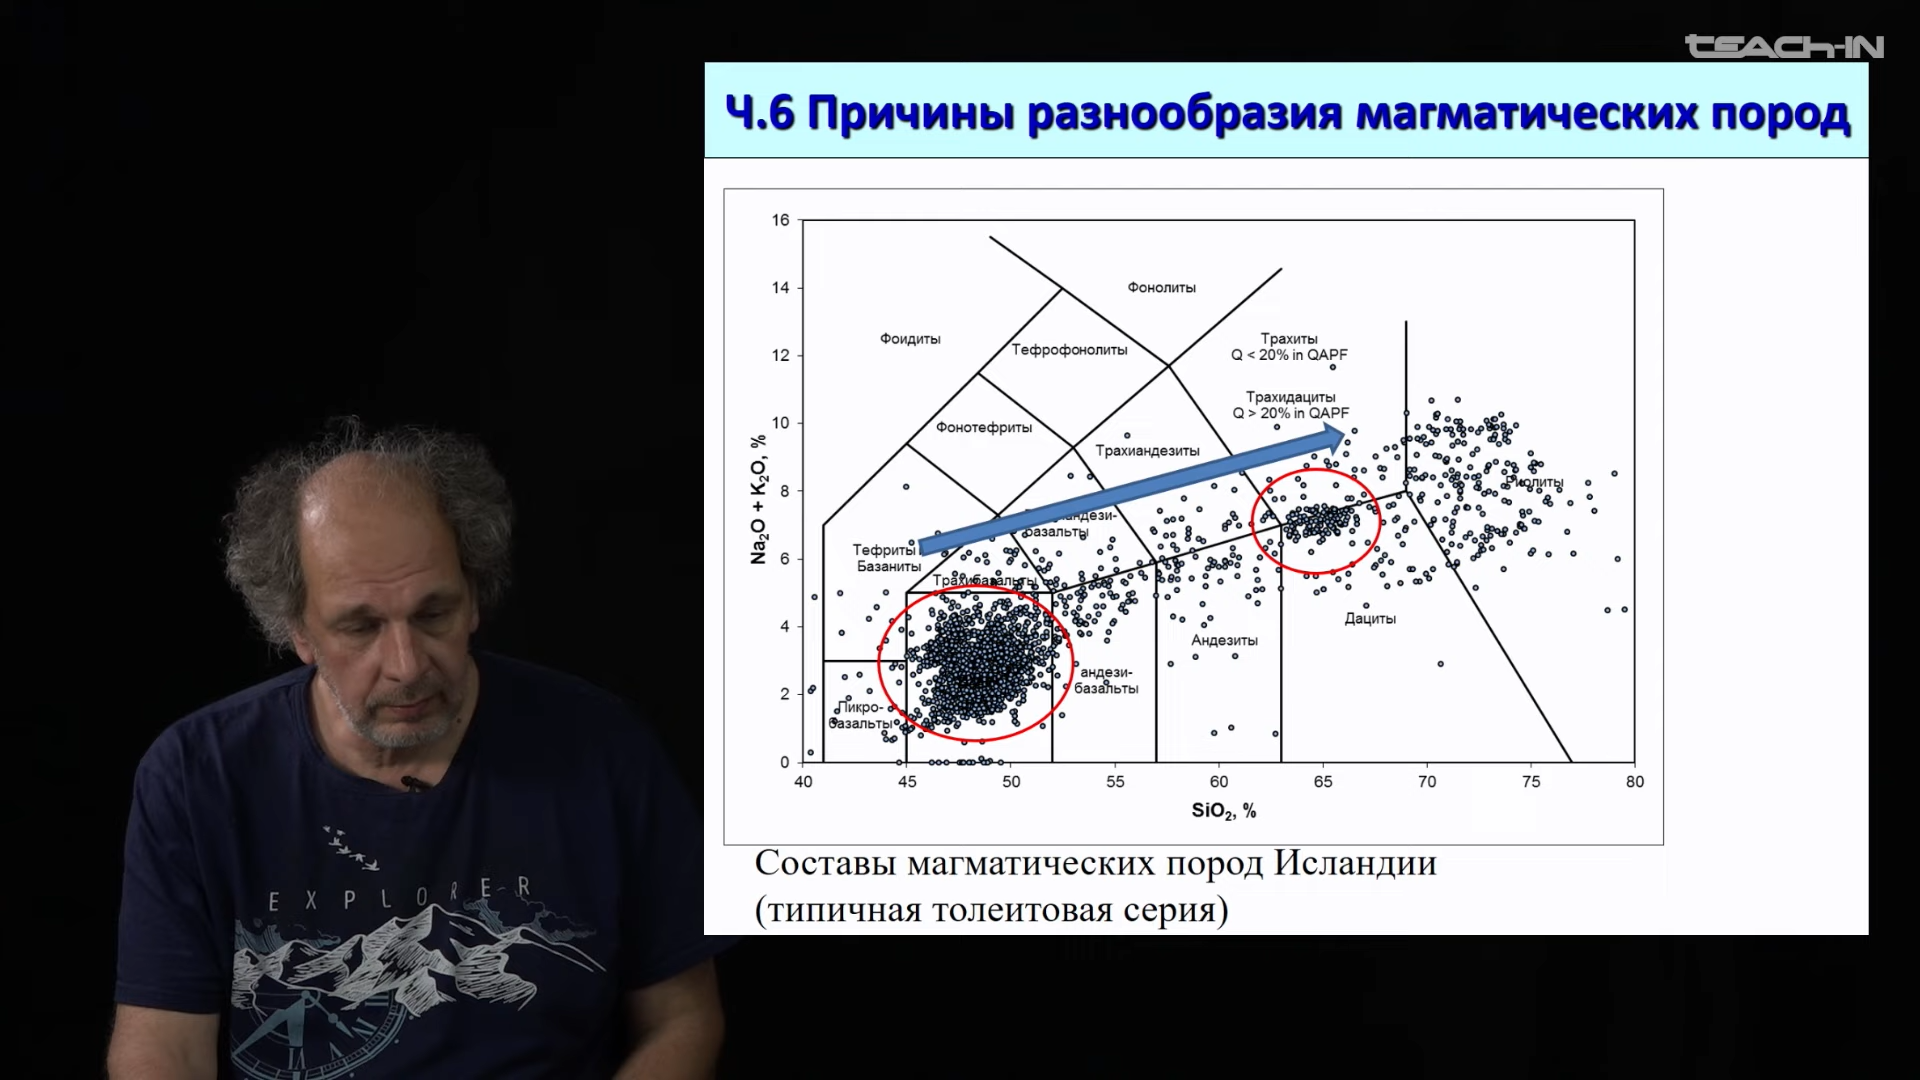 TEACH-IN
Ч.6 Причины разнообразия магматических пород
16
14
12
10
8
6
4
2
0
Na₂O + K₂O, %
Фонолиты
Фоидиты
Тефрофонолиты
Трахиты
Q < 20% in QAPF
Трахидациты
Q > 20% in QAPF
Фонотефриты
Трахиандезиты
Риолиты
базальты
Тефриты
Базаниты
Трахибазальты
Дациты
Андезиты
андези-
базальты
Пикро-
базальты
40 45 50 55 60 65 70 75 80
SiO₂, %
Составы магматических пород Исландии
(типичная толеитовая серия)
EXPLORER